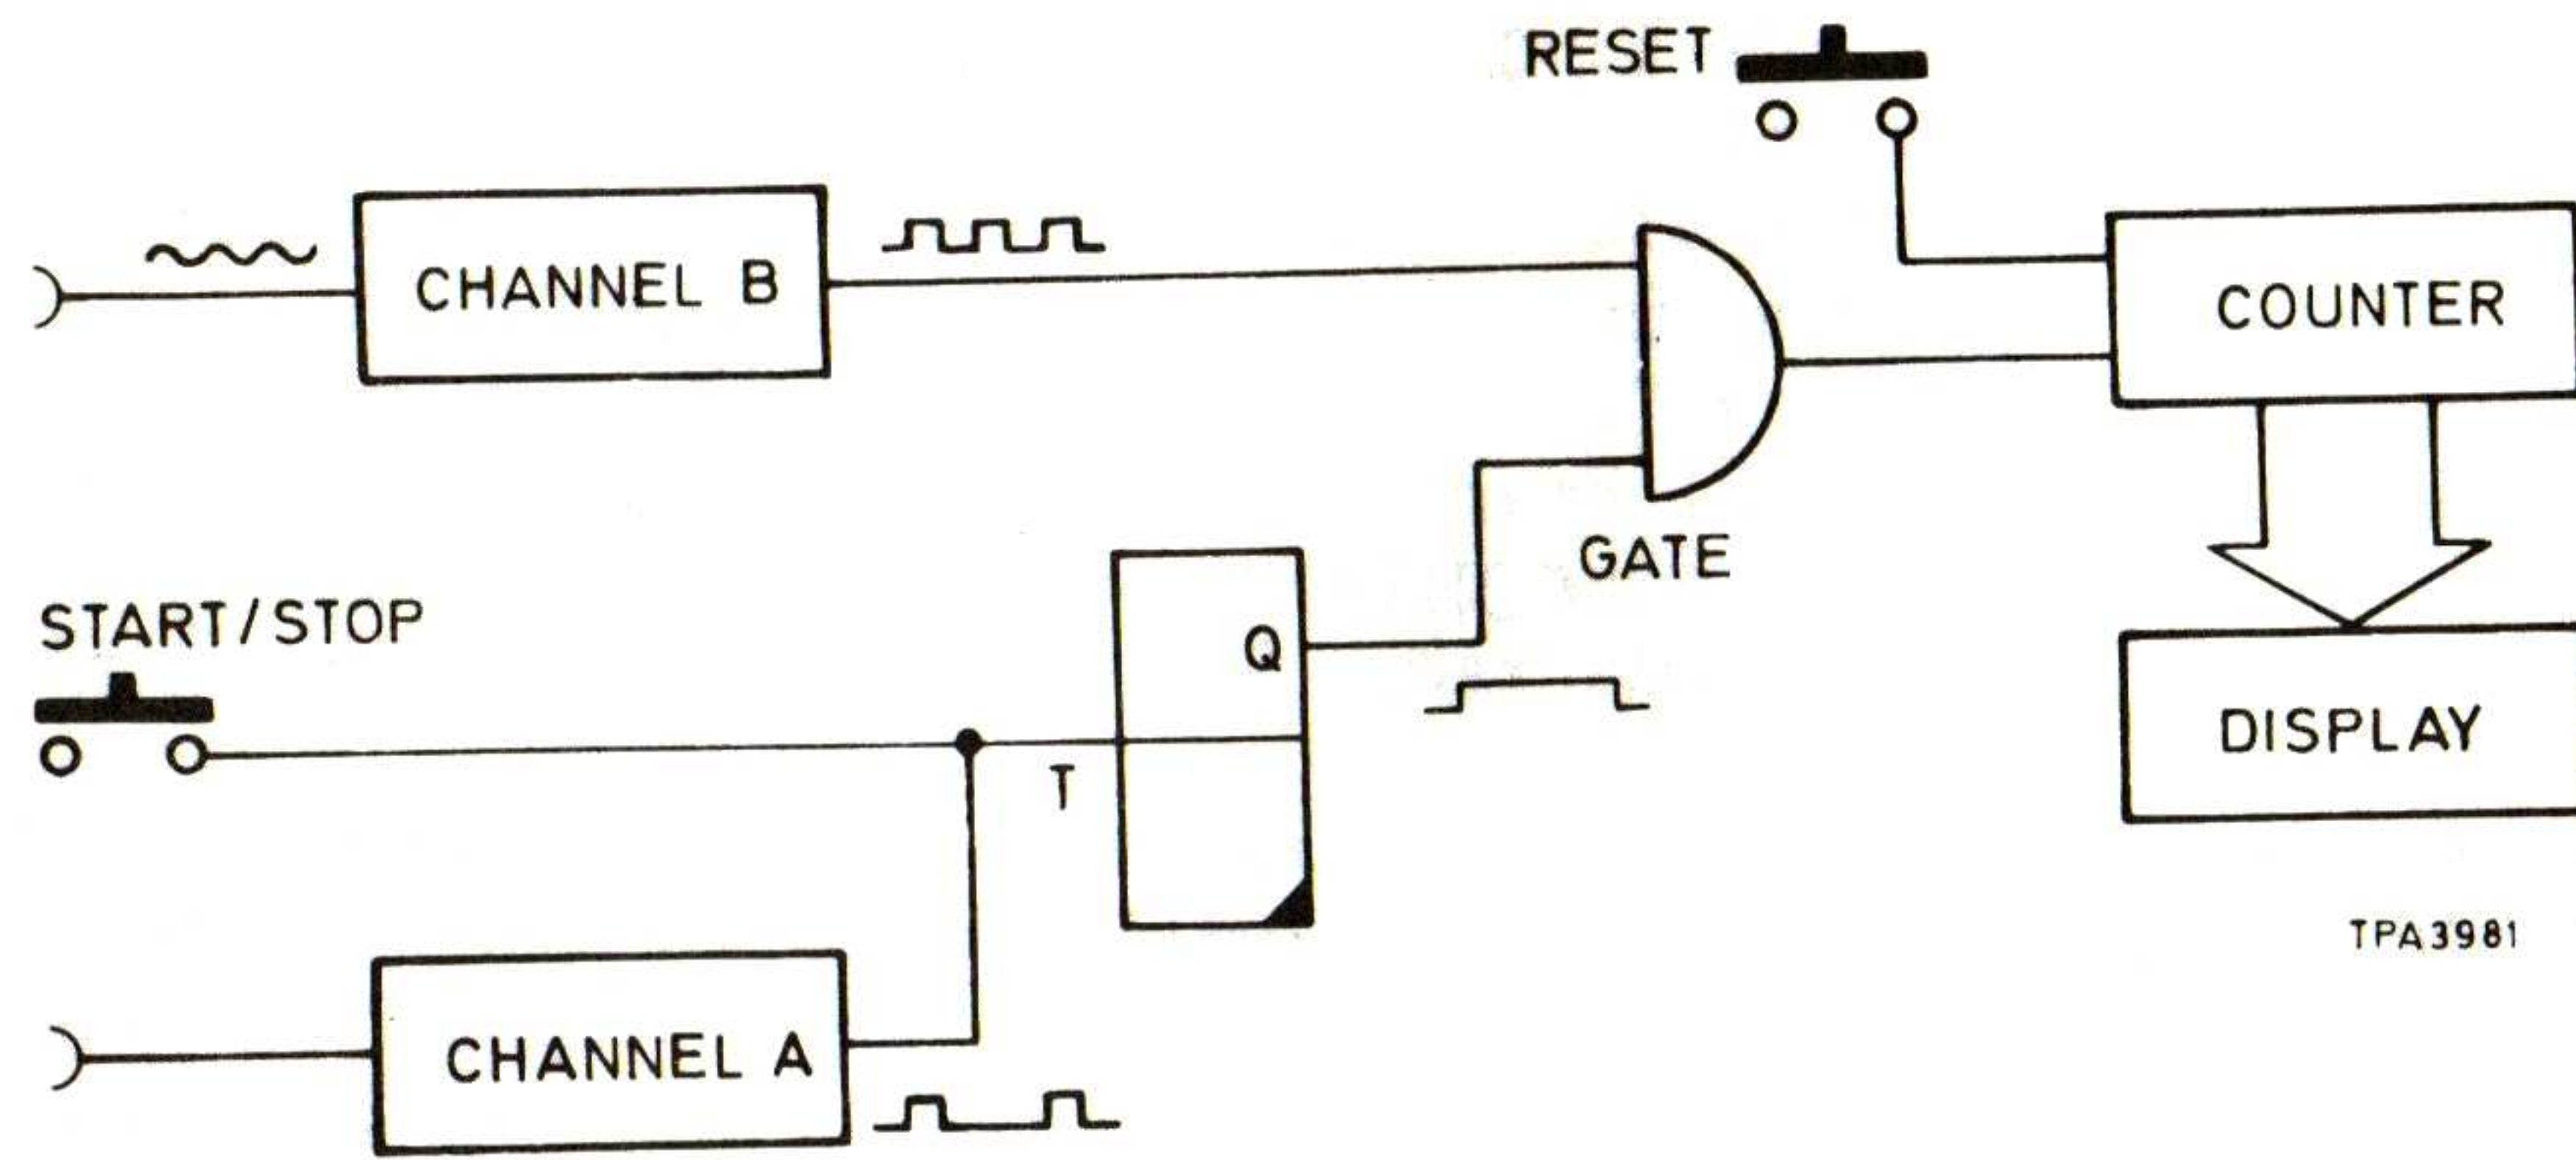 RESET
CHANNEL B
COUNTER
GATE
START/STOP
Q
T
DISPLAY
TPA3981
CHANNEL A